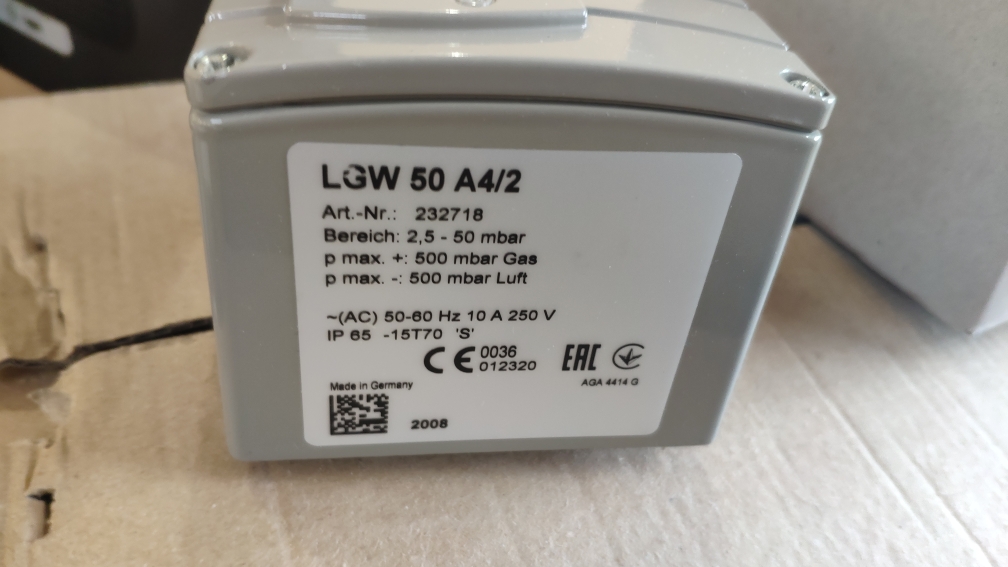 LGW 50 A4/2
Art.-Nr.: 232718
Bereich: 2,5 - 50 mbar
p max. +: 500 mbar Gas
p max. -: 500 mbar Luft
~(AC) 50-60 Hz 10 A 250 V
IP 65 -15T70 'S'
CE 0036
012320
EAC
AGA 4414 G
Made in Germany
2008